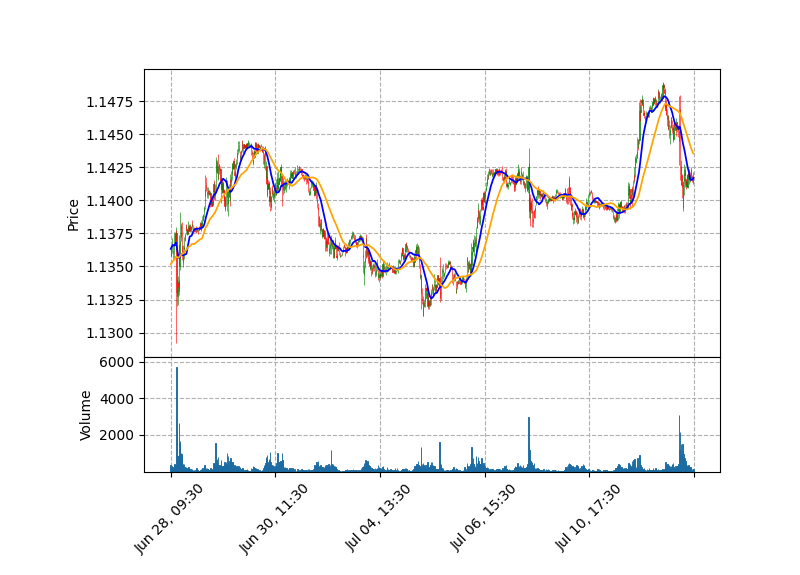 1.1475
1.1450
1.1425
1.1400
1.1375
1.1350
1.1325
1.1300
Price
6000
4000
2000
Volume
Jun 28, 09:30
Jun 30, 11:30
Jul 04, 13:30
Jul 06, 15:30
Jul 10, 17:30